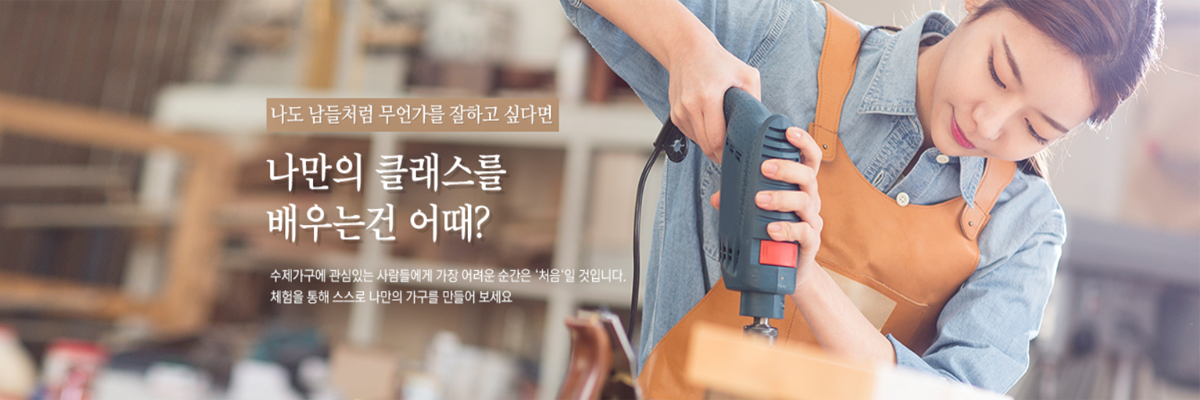 나도 남들처럼 무언가를 잘하고 싶다면
나만의 클래스를
배우는건 어때?
수제가구에 관심있는 사람들에게 가장 어려운 순간은 '처음'일 것입니다.
체험을 통해 스스로 나만의 가구를 만들어 보세요